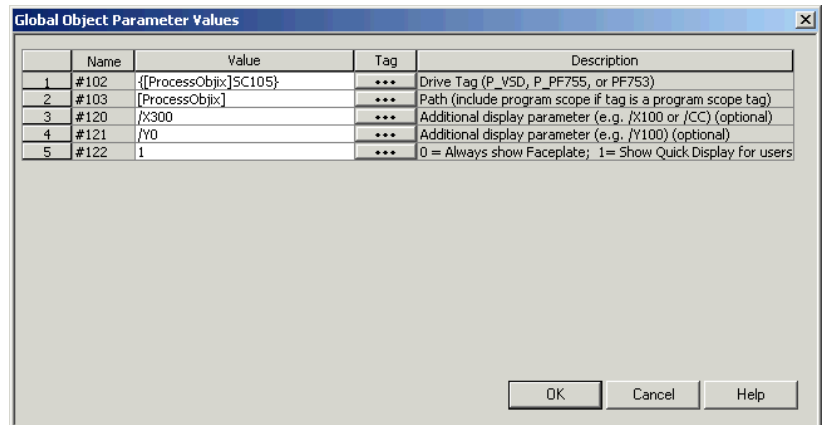 Global Object Parameter Values
Name Value Tag Description
1 #102 {[ProcessObjix]SC105} ••• Drive Tag (P_VSD, P_PF755, or PF753)
2 #103 [ProcessObjix] ••• Path (include program scope if tag is a program scope tag)
3 #120 /X300 ••• Additional display parameter (e.g. /X100 or /CC) (optional)
4 #121 /Y0 ••• Additional display parameter (e.g. /Y100) (optional)
5 #122 1 ••• 0 = Always show Faceplate; 1= Show Quick Display for users
OK Cancel Help